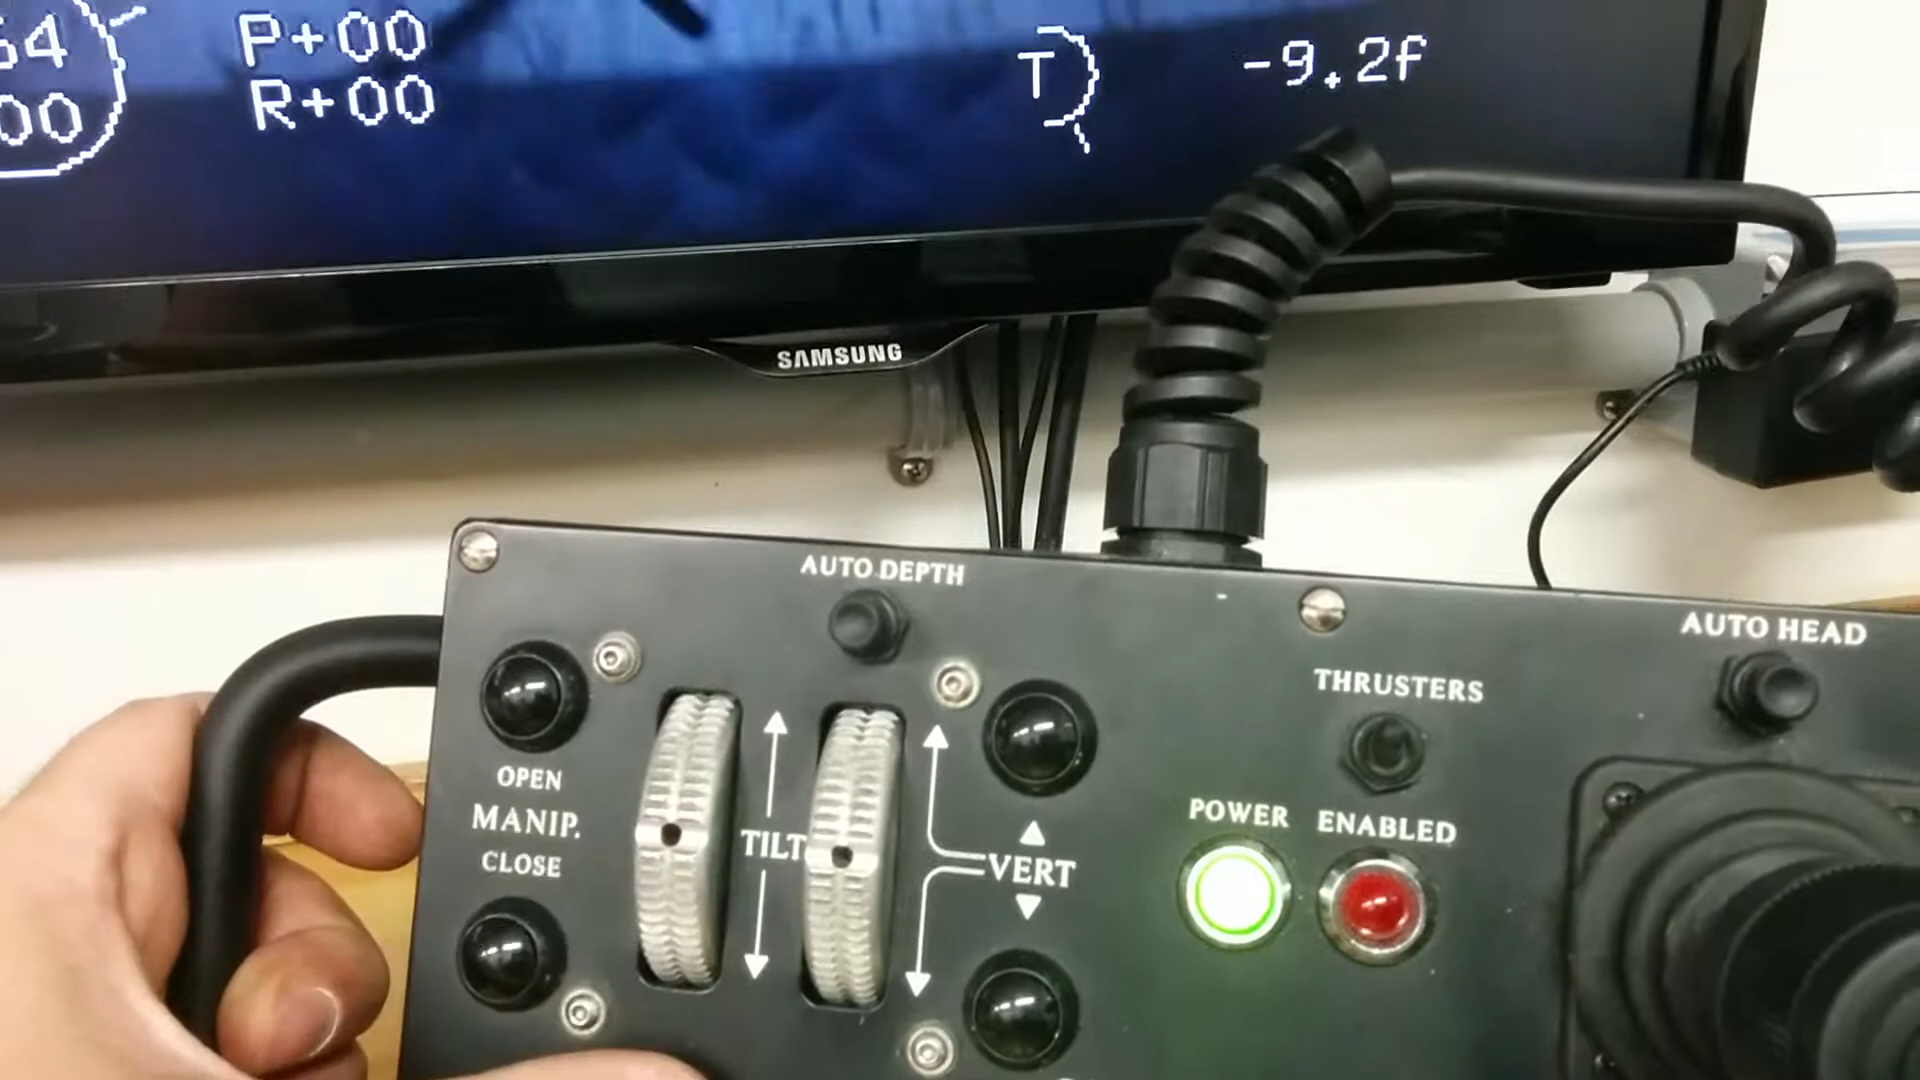 64 P+00 T -9.2f
00 R+00
SAMSUNG
AUTO DEPTH
AUTO HEAD
THRUSTERS
OPEN
MANIP.
CLOSE
TILT
VERT
POWER
ENABLED